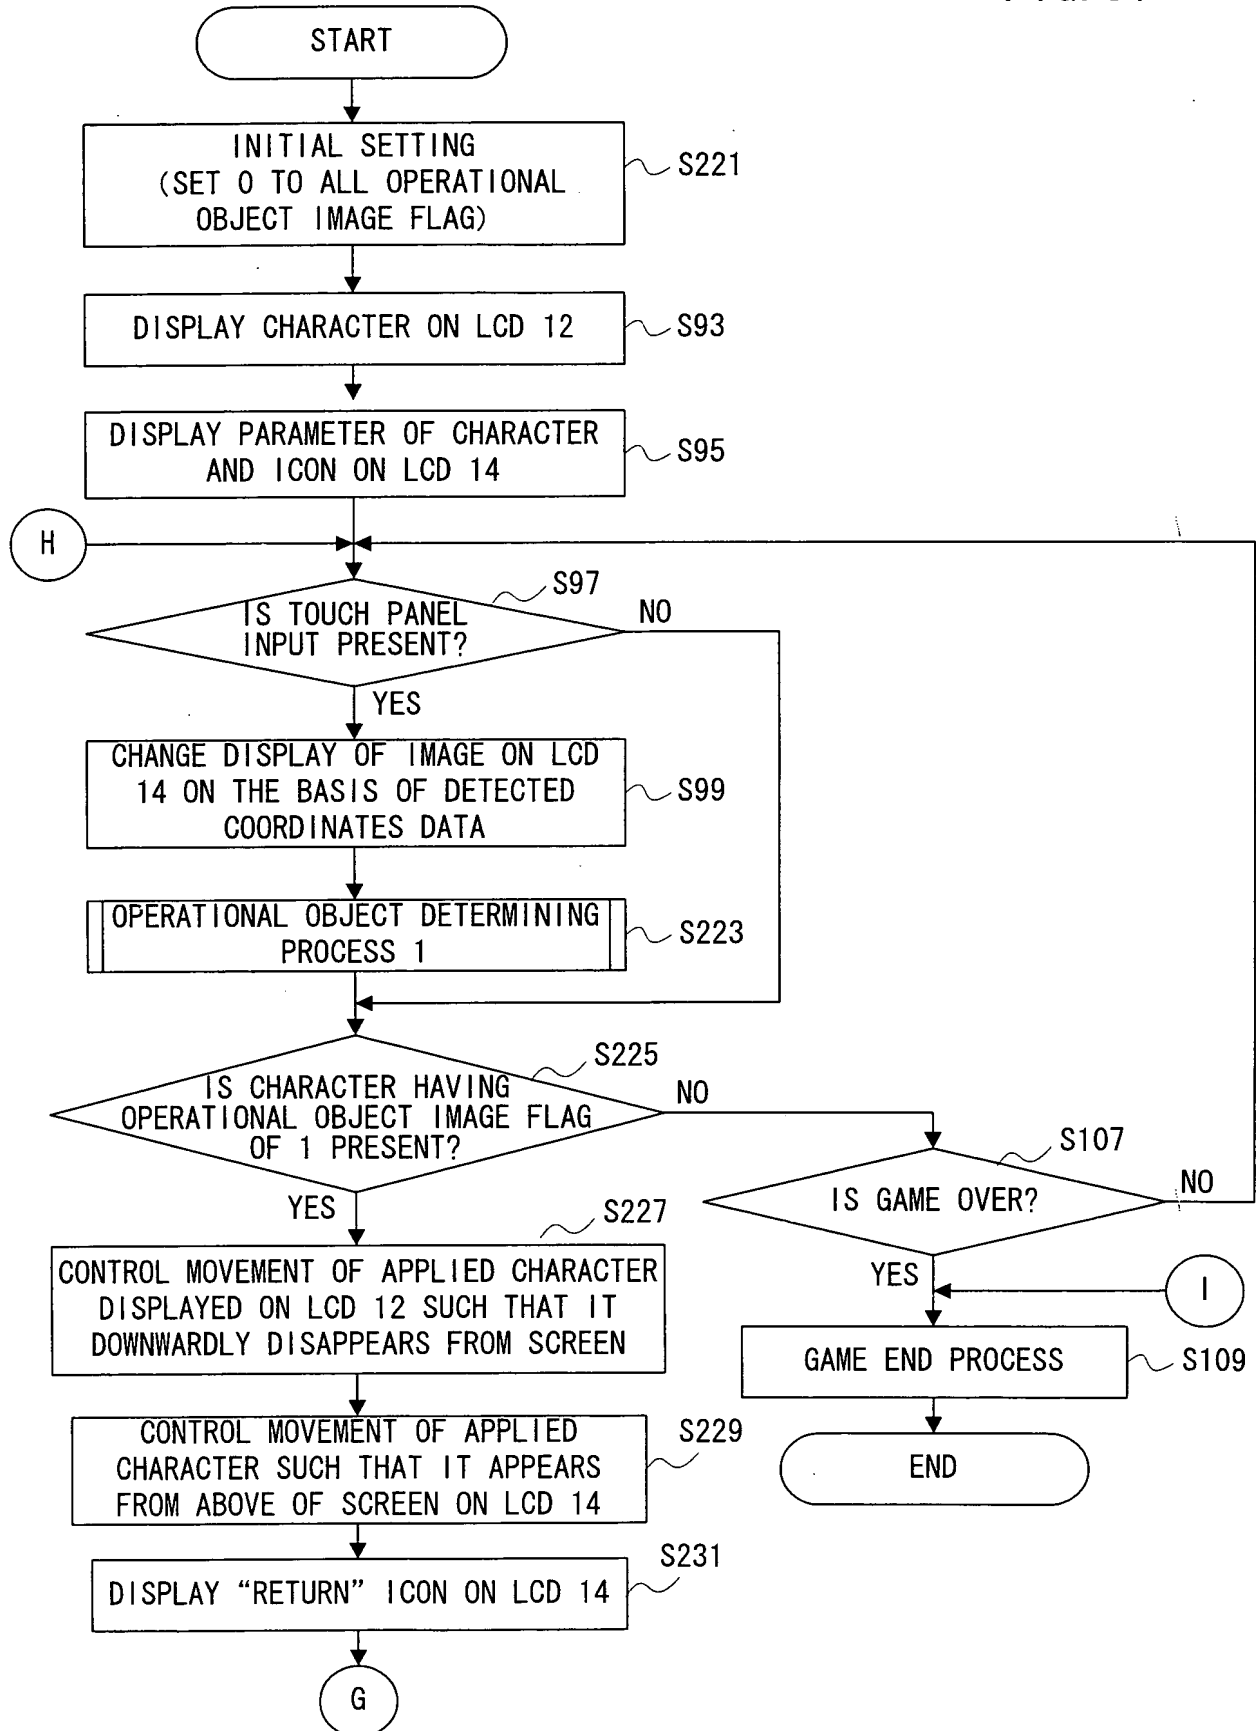 START
INITIAL SETTING
(SET 0 TO ALL OPERATIONAL
OBJECT IMAGE FLAG)
S221
DISPLAY CHARACTER ON LCD 12
S93
DISPLAY PARAMETER OF CHARACTER
AND ICON ON LCD 14
S95
H
S97
IS TOUCH PANEL
INPUT PRESENT?
NO
YES
CHANGE DISPLAY OF IMAGE ON LCD
14 ON THE BASIS OF DETECTED
COORDINATES DATA
S99
OPERATIONAL OBJECT DETERMINING
PROCESS 1
S223
S225
IS CHARACTER HAVING
OPERATIONAL OBJECT IMAGE FLAG
OF 1 PRESENT?
NO
YES
S107
IS GAME OVER?
NO
YES
I
S227
CONTROL MOVEMENT OF APPLIED CHARACTER
DISPLAYED ON LCD 12 SUCH THAT IT
DOWNWARDLY DISAPPEARS FROM SCREEN
GAME END PROCESS
S109
S229
CONTROL MOVEMENT OF APPLIED
CHARACTER SUCH THAT IT APPEARS
FROM ABOVE OF SCREEN ON LCD 14
END
S231
DISPLAY “RETURN” ICON ON LCD 14
G